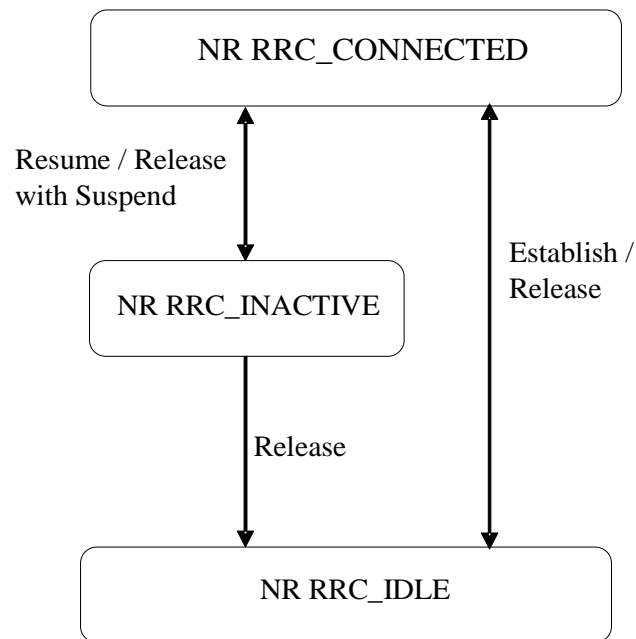 NR RRC_CONNECTED
Resume / Release
with Suspend
Establish /
Release
NR RRC_INACTIVE
Release
NR RRC_IDLE